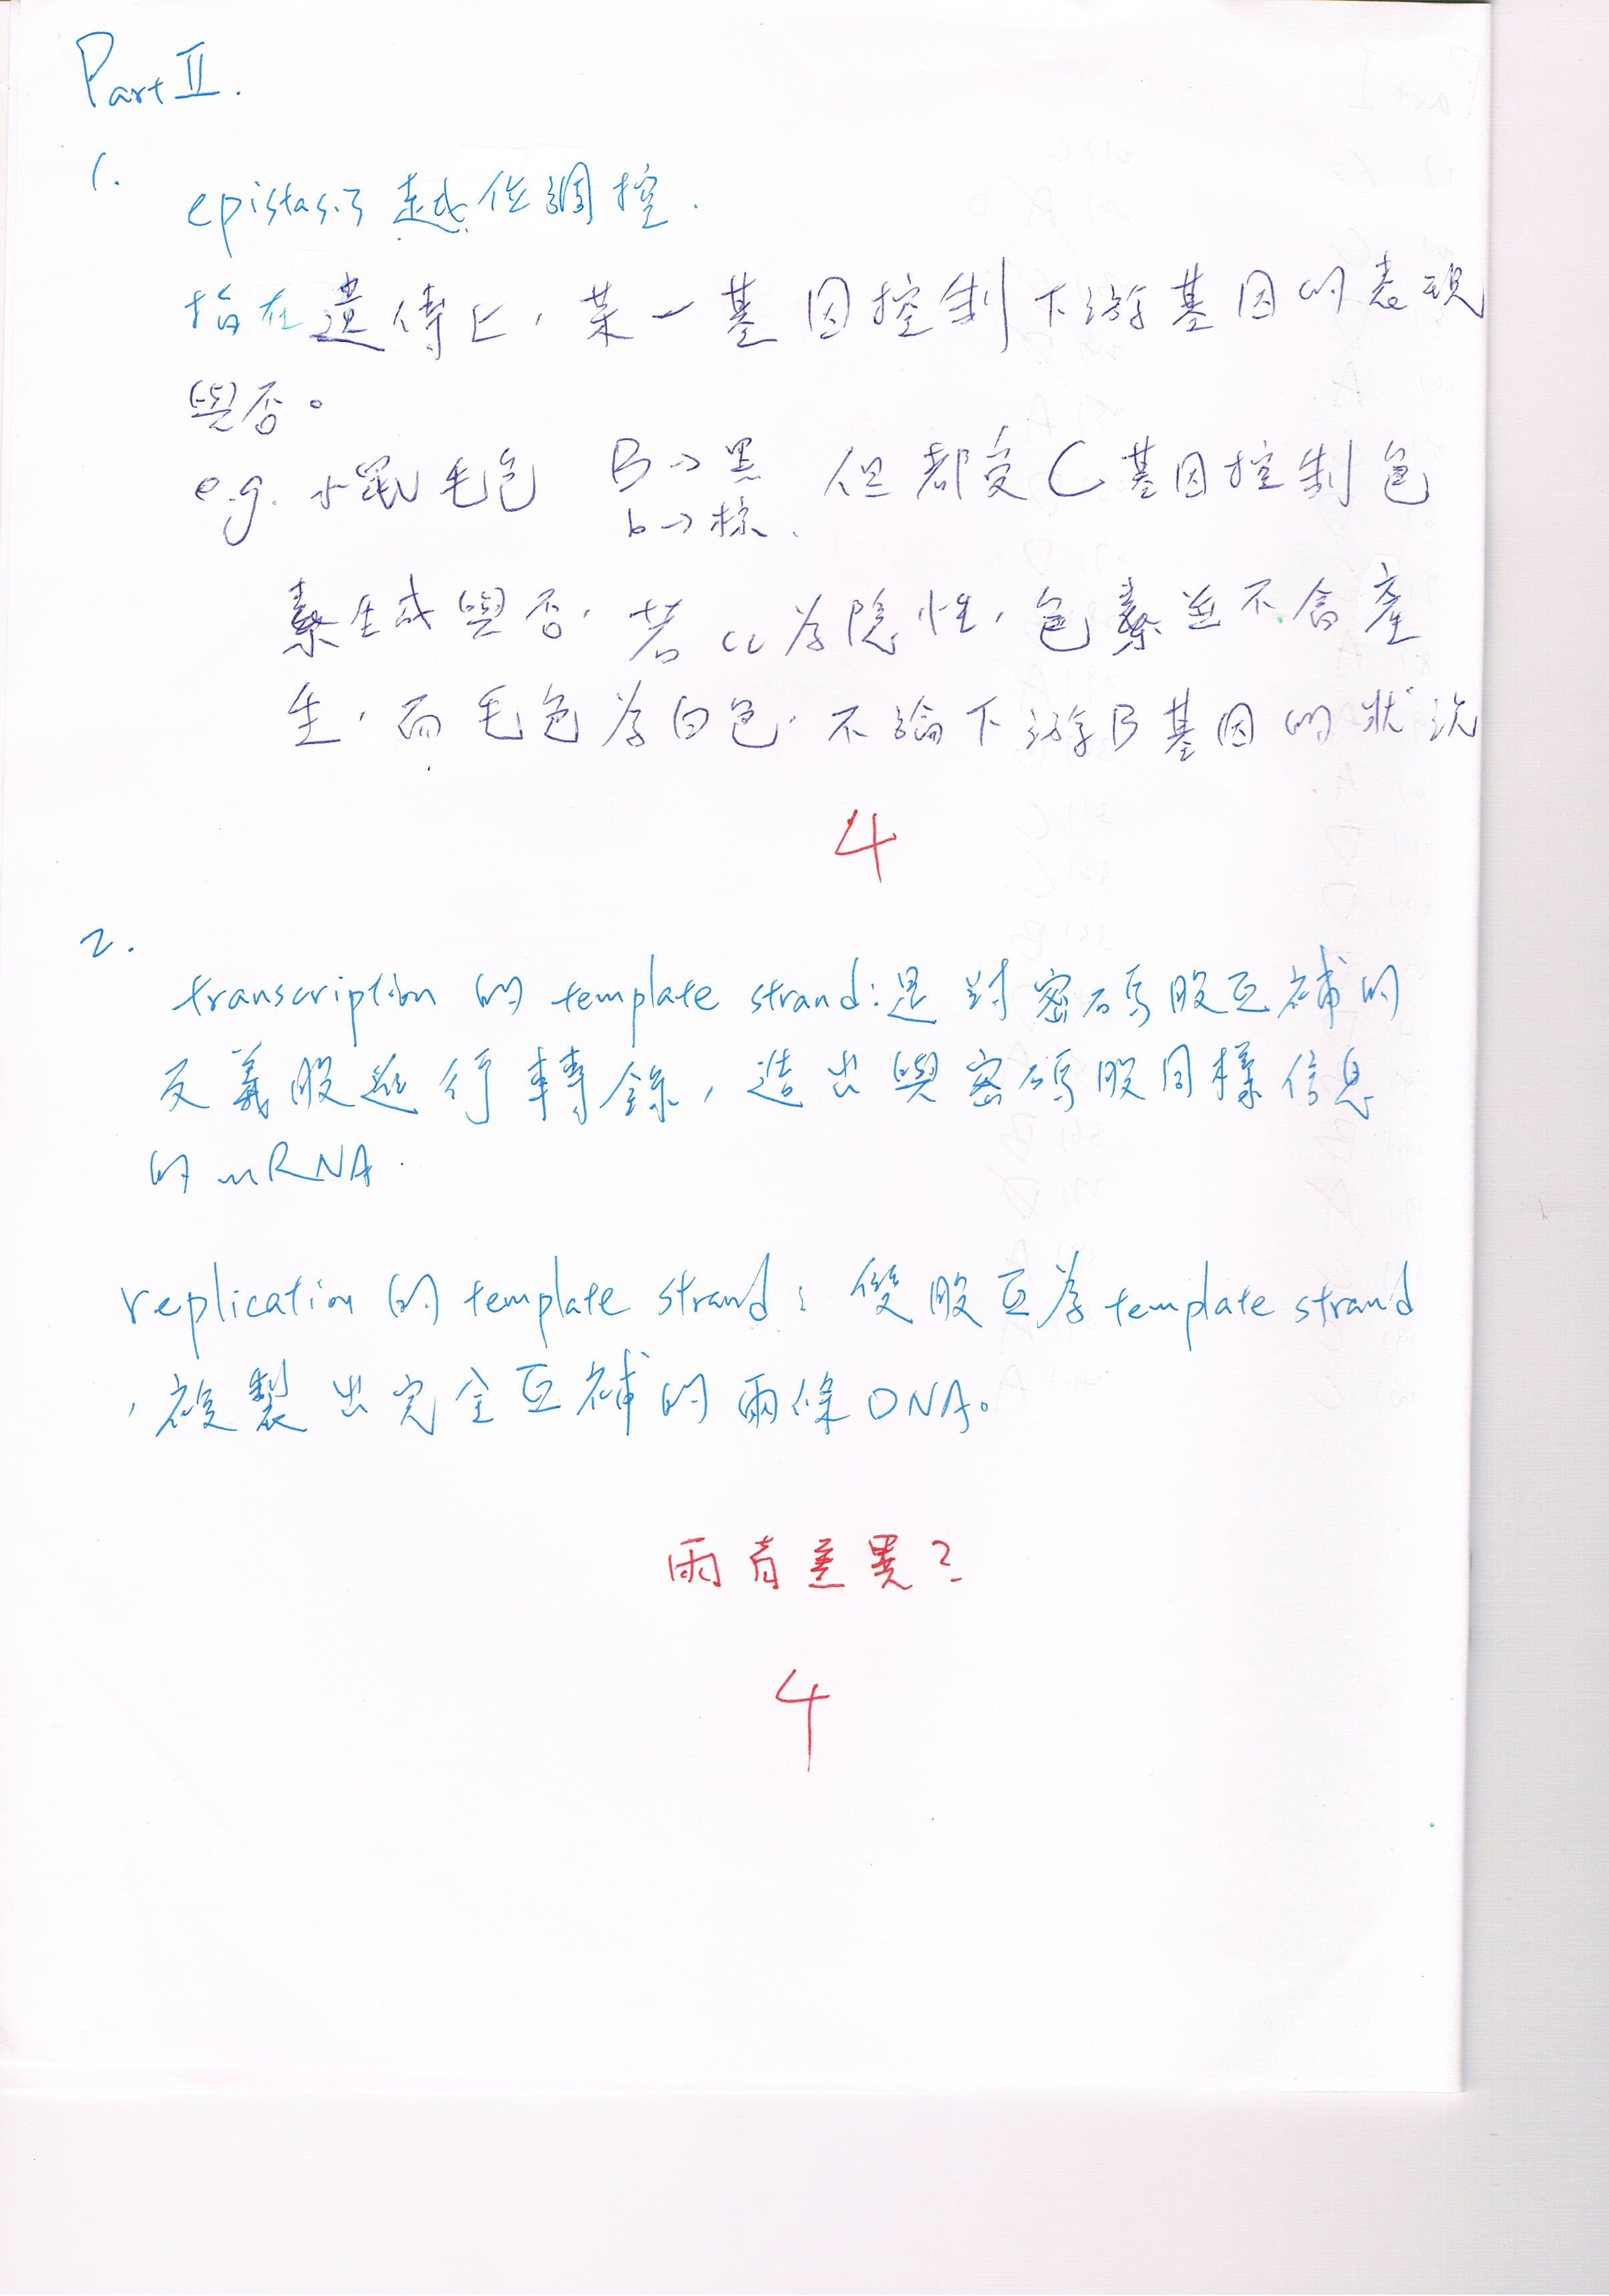 Part II.
1.
epistasis 越位調控.
指在遺傳上, 某一基因控制下游基因的表現
與否。
e.g. 小鼠毛色 B→黑 但都受C基因控制色
b→棕.
素生成與否, 若cc為隱性, 色素並不會產
生, 而毛色為白色, 不論下游B基因的狀況
4
2.
transcription 的 template strand: 是對密碼股互補的
反義股進行轉錄, 造出與密碼股同樣信息
的 mRNA.
replication 的 template strand: 雙股互為 template strand
, 複製出完全互補的兩條DNA。
兩者差異?
4